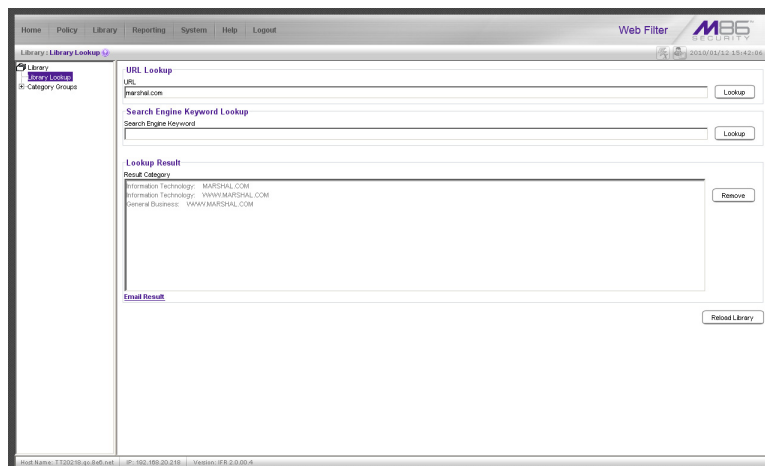 Home Policy Library Reporting System Help Logout
Web Filter
M86 SECURITY
Library : Library Lookup
2010/01/12 15:42:06
Library
Library Lookup
Category Groups
URL Lookup
URL
marshal.com
Lookup
Search Engine Keyword Lookup
Search Engine Keyword
Lookup
Lookup Result
Result Category
Information Technology: MARSHAL.COM
Information Technology: WWW.MARSHAL.COM
General Business: WWW.MARSHAL.COM
Remove
Email Result
Reload Library
Host Name: TT20218.qc.8e6.net IP: 192.168.20.218 Version: IFR 2.0.00.4